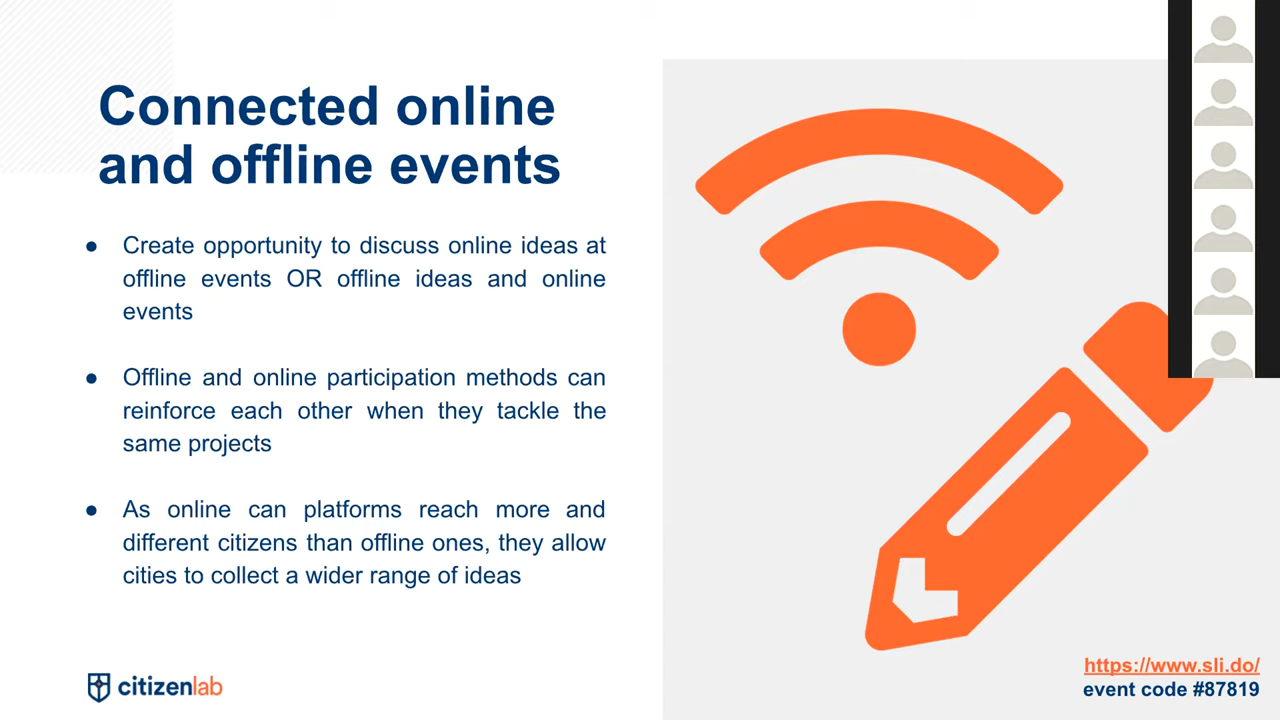 Connected online
and offline events
● Create opportunity to discuss online ideas at
offline events OR offline ideas and online
events
● Offline and online participation methods can
reinforce each other when they tackle the
same projects
● As online can platforms reach more and
different citizens than offline ones, they allow
cities to collect a wider range of ideas
citizenlab
https://www.sli.do/
event code #87819